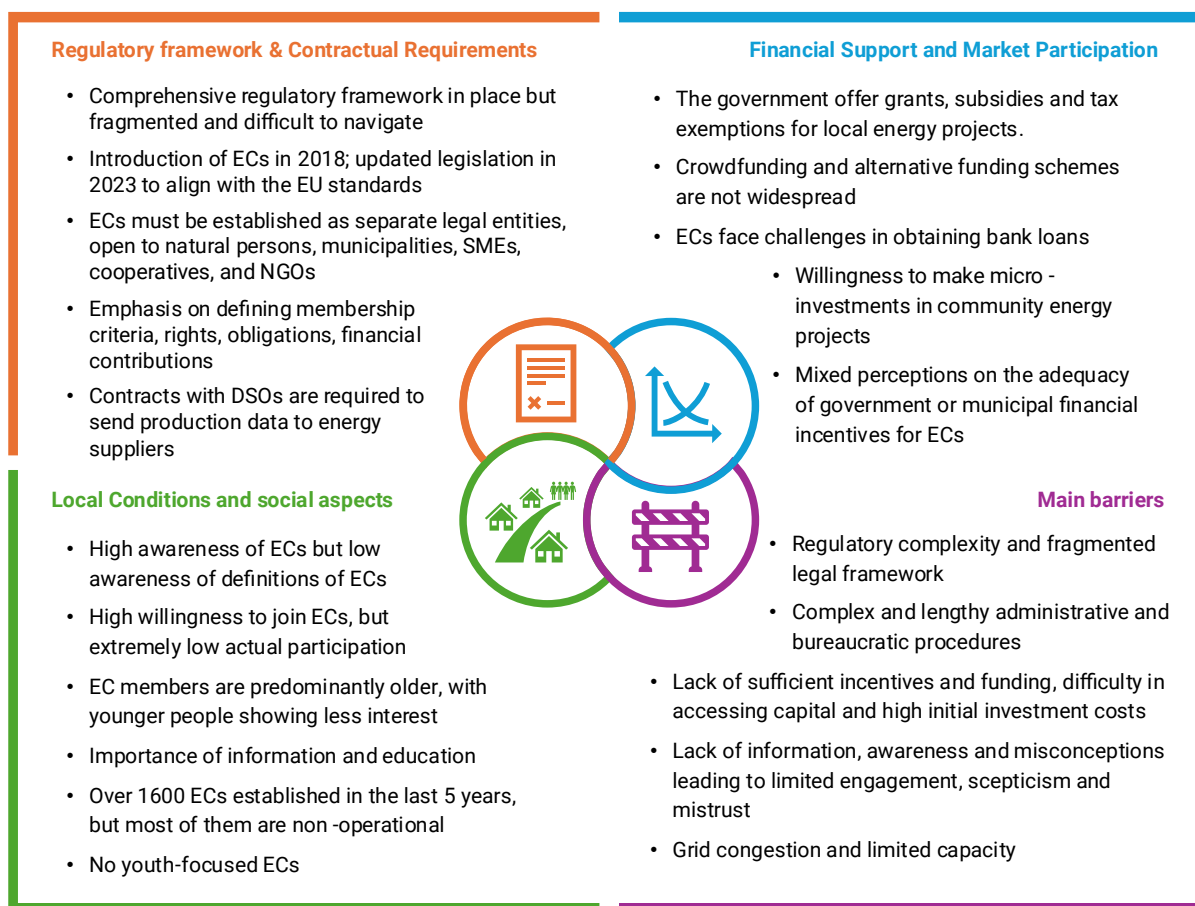 Regulatory framework & Contractual Requirements
• Comprehensive regulatory framework in place but
fragmented and difficult to navigate
• Introduction of ECs in 2018; updated legislation in
2023 to align with the EU standards
• ECs must be established as separate legal entities,
open to natural persons, municipalities, SMEs,
cooperatives, and NGOs
• Emphasis on defining membership
criteria, rights, obligations, financial
contributions
• Contracts with DSOs are required to
send production data to energy
suppliers
Financial Support and Market Participation
• The government offer grants, subsidies and tax
exemptions for local energy projects.
• Crowdfunding and alternative funding schemes
are not widespread
• ECs face challenges in obtaining bank loans
• Willingness to make micro -
investments in community energy
projects
• Mixed perceptions on the adequacy
of government or municipal financial
incentives for ECs
Local Conditions and social aspects
• High awareness of ECs but low
awareness of definitions of ECs
• High willingness to join ECs, but
extremely low actual participation
• EC members are predominantly older, with
younger people showing less interest
• Importance of information and education
• Over 1600 ECs established in the last 5 years,
but most of them are non -operational
• No youth-focused ECs
Main barriers
• Regulatory complexity and fragmented
legal framework
• Complex and lengthy administrative and
bureaucratic procedures
• Lack of sufficient incentives and funding, difficulty in
accessing capital and high initial investment costs
• Lack of information, awareness and misconceptions
leading to limited engagement, scepticism and
mistrust
• Grid congestion and limited capacity